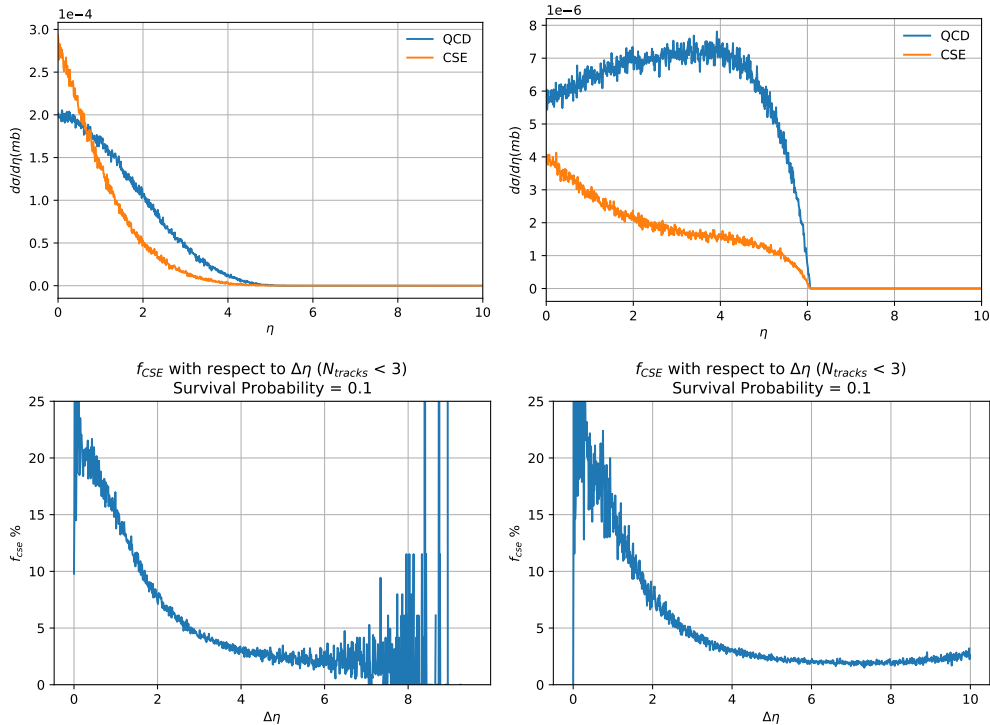 1e−4
3.0
2.5
2.0
1.5
1.0
0.5
0.0
dσ/dη(mb)
QCD
CSE
0 2 4 6 8 10
η
1e−6
8
7
6
5
4
3
2
1
0
dσ/dη(mb)
QCD
CSE
0 2 4 6 8 10
η
f_CSE with respect to Δη (N_tracks < 3)
Survival Probability = 0.1
25
20
15
10
5
0
f_cse %
0 2 4 6 8
Δη
f_CSE with respect to Δη (N_tracks < 3)
Survival Probability = 0.1
25
20
15
10
5
0
f_cse %
0 2 4 6 8 10
Δη